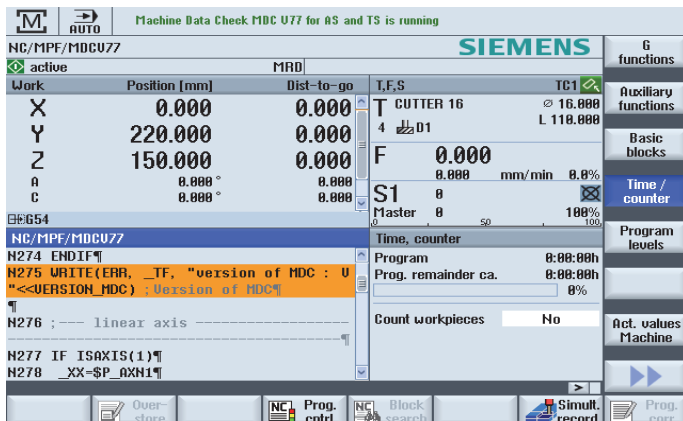 M AUTO Machine Data Check MDC V77 for AS and TS is running
NC/MPF/MDCV77 SIEMENS
active MRD
Work Position [mm] Dist-to-go
X 0.000 0.000
Y 220.000 0.000
Z 150.000 0.000
A 0.000 ° 0.000
C 0.000 ° 0.000
G54
T,F,S TC1
T CUTTER 16 ⌀ 16.000
4 D1 L 110.000
F 0.000
0.000 mm/min 0.0%
S1 0
Master 0 100%
0 50 100
NC/MPF/MDCV77
N274 ENDIF¶
N275 WRITE(ERR, _TF, "version of MDC : V
"<<VERSION_MDC) ;Version of MDC¶
¶
N276 ;--- linear axis --------------------
--------------------------------------¶
N277 IF ISAXIS(1)¶
N278 _XX=$P_AXN1¶
Time, counter
Program 0:00:00h
Prog. remainder ca. 0:00:00h
0%
Count workpieces No
G
functions
Auxiliary
functions
Basic
blocks
Time /
counter
Program
levels
Act. values
Machine
>
Over-
store
NC Prog.
cntrl
NC Block
search
Simult.
record
Prog.
corr.